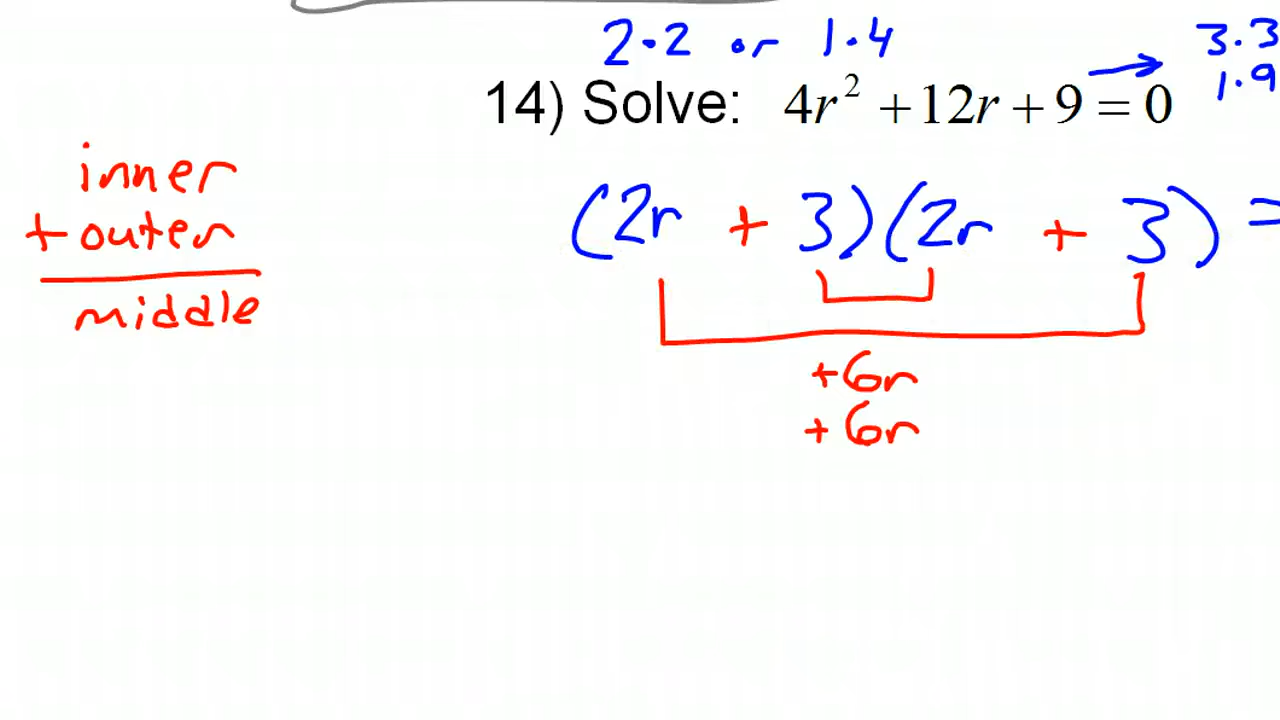 2·2 or 1·4
3·3
1·9
14) Solve: 4r² + 12r + 9 = 0
inner
+ outer
middle
(2r + 3)(2r + 3) =
+6r
+6r